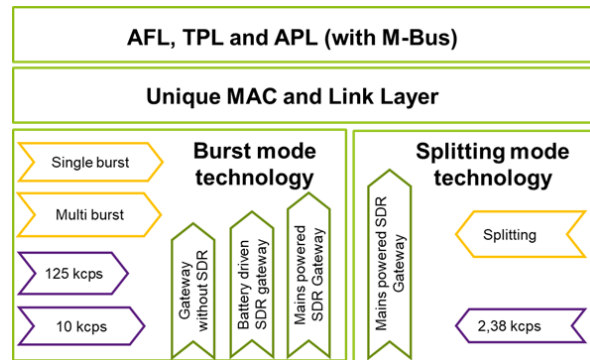 AFL, TPL and APL (with M-Bus)
Unique MAC and Link Layer
Burst mode
technology
Single burst
Multi burst
125 kcps
10 kcps
Gateway
without SDR
Battery driven
SDR gateway
Mains powered
SDR Gateway
Splitting mode
technology
Mains powered SDR
Gateway
Splitting
2,38 kcps